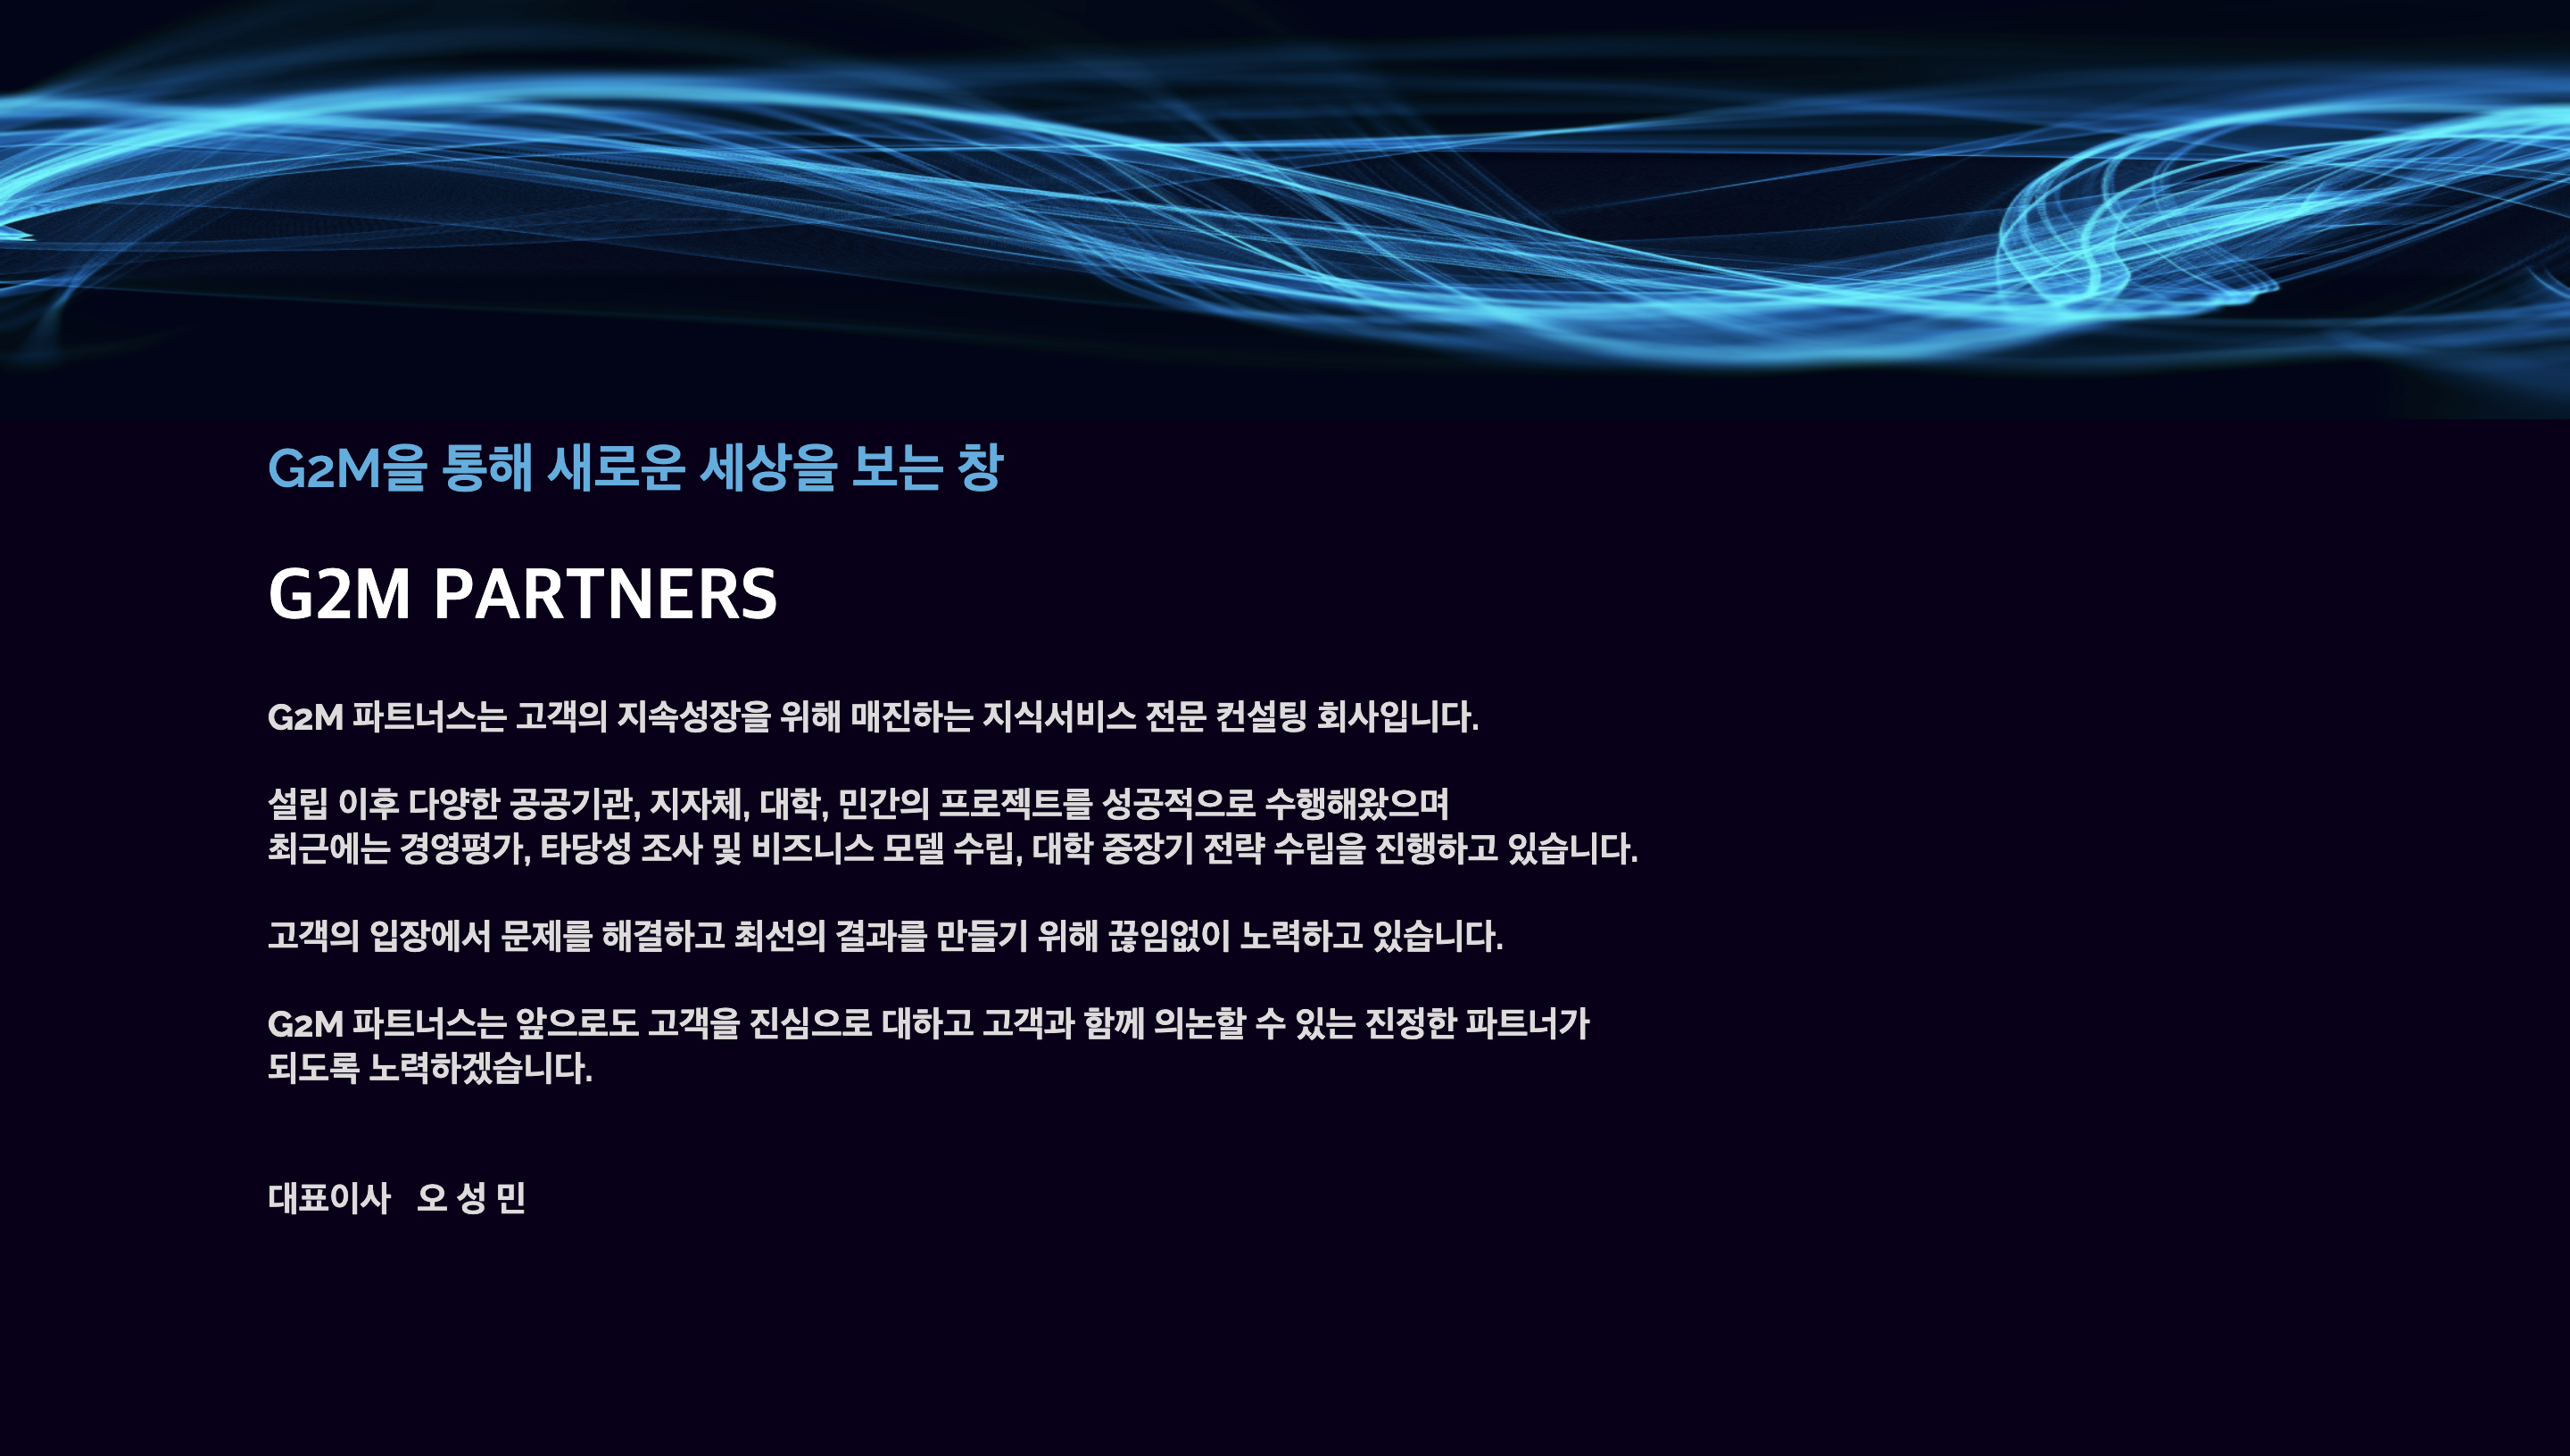 G2M을 통해 새로운 세상을 보는 창
G2M PARTNERS
G2M 파트너스는 고객의 지속성장을 위해 매진하는 지식서비스 전문 컨설팅 회사입니다.
설립 이후 다양한 공공기관, 지자체, 대학, 민간의 프로젝트를 성공적으로 수행해왔으며
최근에는 경영평가, 타당성 조사 및 비즈니스 모델 수립, 대학 중장기 전략 수립을 진행하고 있습니다.
고객의 입장에서 문제를 해결하고 최선의 결과를 만들기 위해 끊임없이 노력하고 있습니다.
G2M 파트너스는 앞으로도 고객을 진심으로 대하고 고객과 함께 의논할 수 있는 진정한 파트너가
되도록 노력하겠습니다.
대표이사 오 성 민